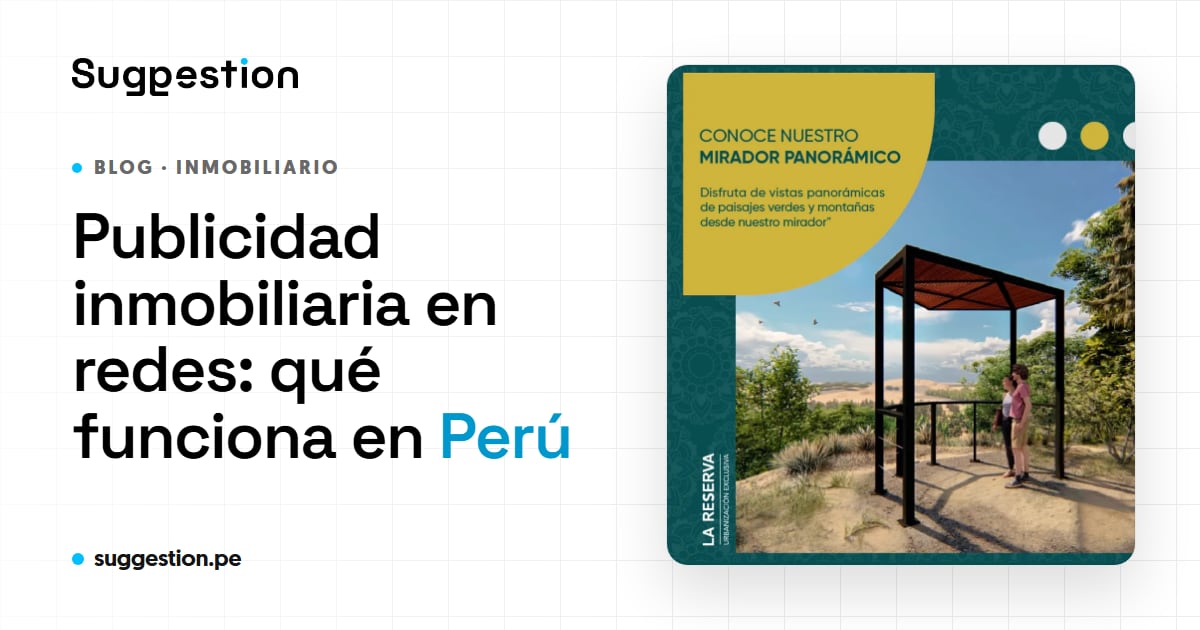 Suggestion
BLOG · INMOBILIARIO
Publicidad
inmobiliaria en
redes: qué
funciona en Perú
suggestion.pe
CONOCE NUESTRO
MIRADOR PANORÁMICO
Disfruta de vistas panorámicas
de paisajes verdes y montañas
desde nuestro mirador"
LA RESERVA
URBANIZACIÓN EXCLUSIVA